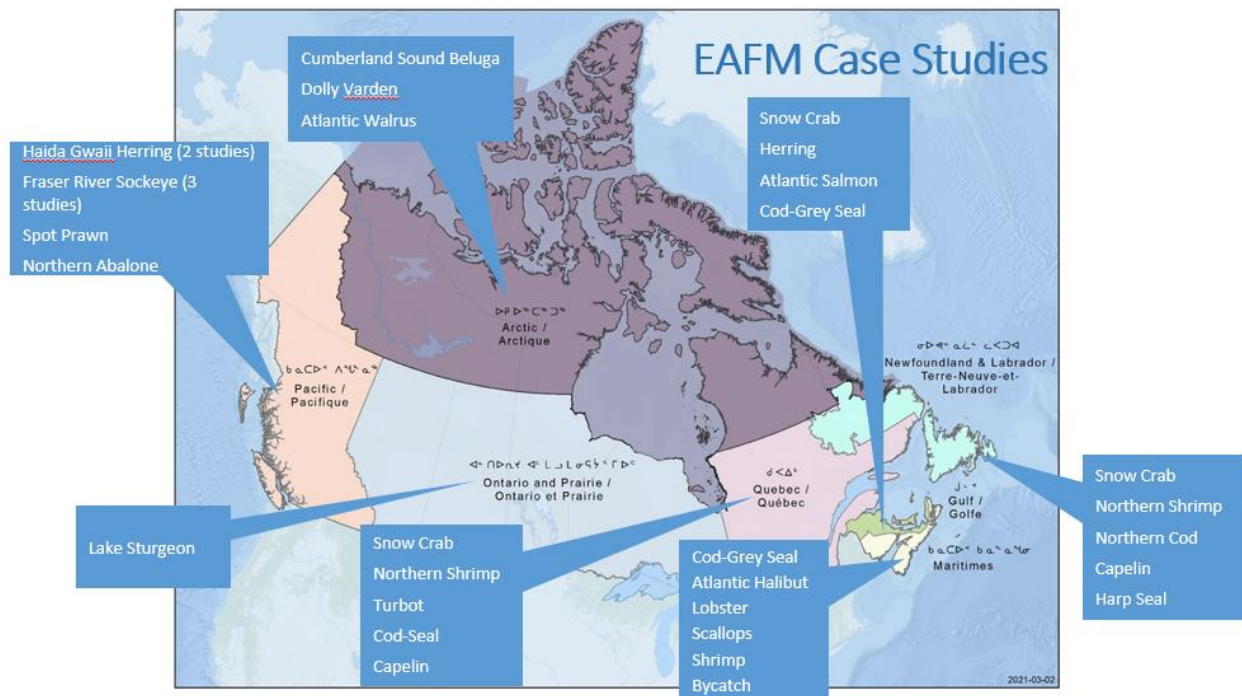 EAFM Case Studies
Cumberland Sound Beluga
Dolly Varden
Atlantic Walrus
Haida Gwaii Herring (2 studies)
Fraser River Sockeye (3
studies)
Spot Prawn
Northern Abalone
Snow Crab
Herring
Atlantic Salmon
Cod-Grey Seal
Arctic /
Arctique
Pacific /
Pacifique
Newfoundland & Labrador /
Terre-Neuve-et-
Labrador
Ontario and Prairie /
Ontario et Prairie
ᑯᐸᐃᒃ
Quebec /
Québec
Gulf /
Golfe
Maritimes
Lake Sturgeon
Snow Crab
Northern Shrimp
Turbot
Cod-Seal
Capelin
Cod-Grey Seal
Atlantic Halibut
Lobster
Scallops
Shrimp
Bycatch
Snow Crab
Northern Shrimp
Northern Cod
Capelin
Harp Seal
2021-03-02